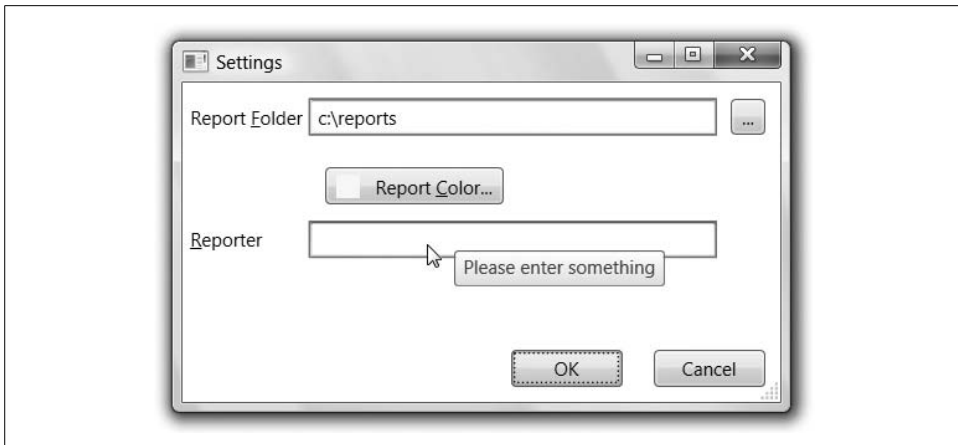 Settings
Report Folder c:\reports ...
Report Color...
Reporter
Please enter something
OK Cancel